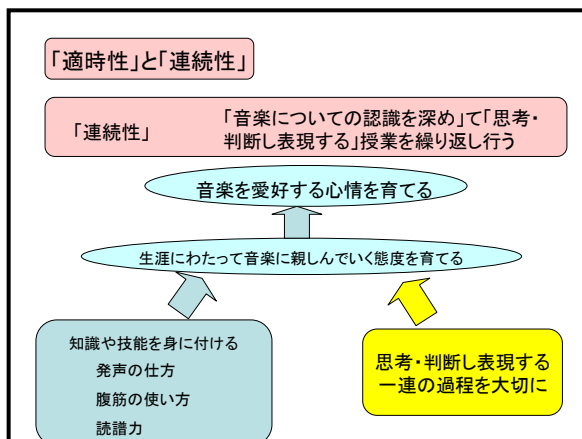 「適時性」と「連続性」
「連続性」
「音楽についての認識を深め」て「思考・
判断し表現する」授業を繰り返し行う
音楽を愛好する心情を育てる
生涯にわたって音楽に親しんでいく態度を育てる
知識や技能を身に付ける
発声の仕方
腹筋の使い方
読譜力
思考・判断し表現する
一連の過程を大切に